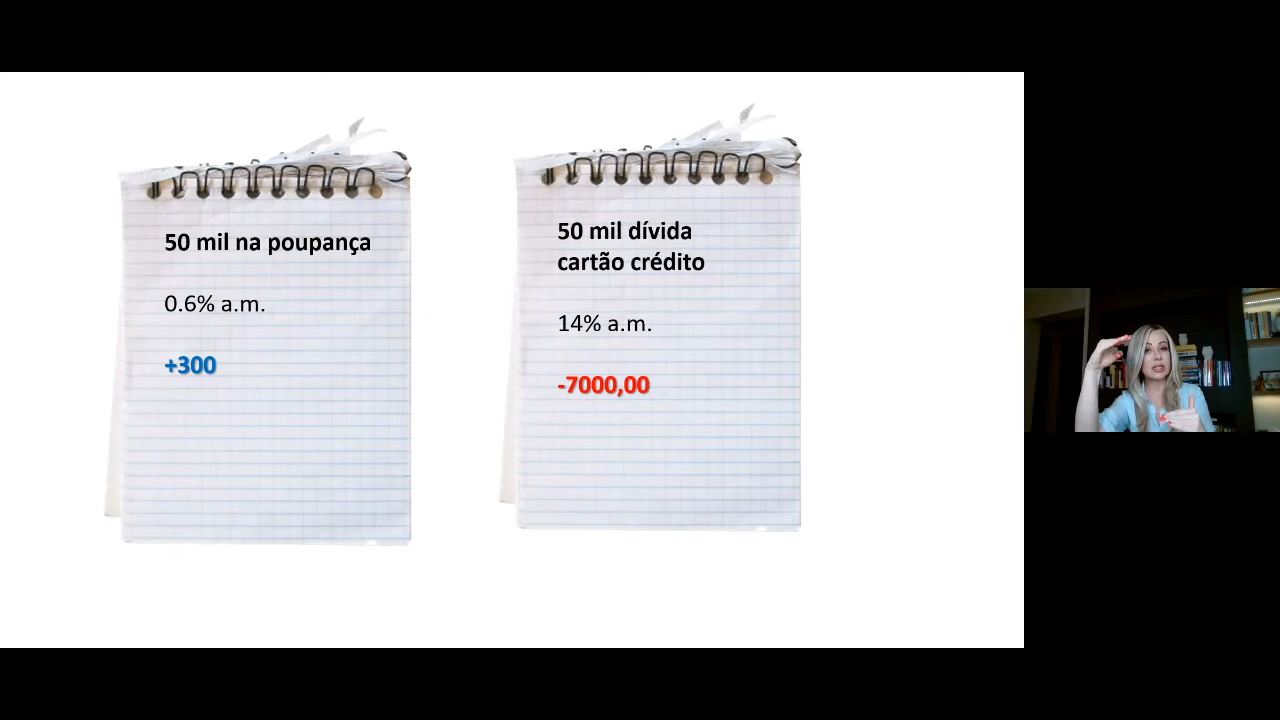 50 mil na poupança
0.6% a.m.
+300
50 mil dívida
cartão crédito
14% a.m.
-7000,00